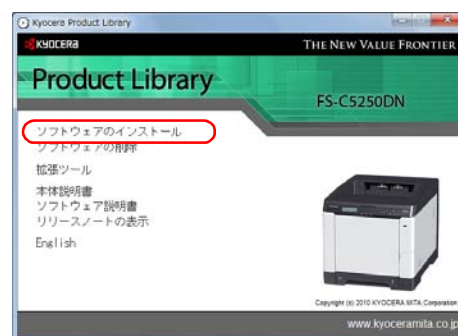 Kyocera Product Library
KYOCERA
THE NEW VALUE FRONTIER
Product Library
FS-C5250DN
ソフトウェアのインストール
ソフトウェアの削除
拡張ツール
本体説明書
ソフトウェア説明書
リリースノートの表示
English
Copyright (c) 2010 KYOCERA MITA Corporation
www.kyoceramita.co.jp